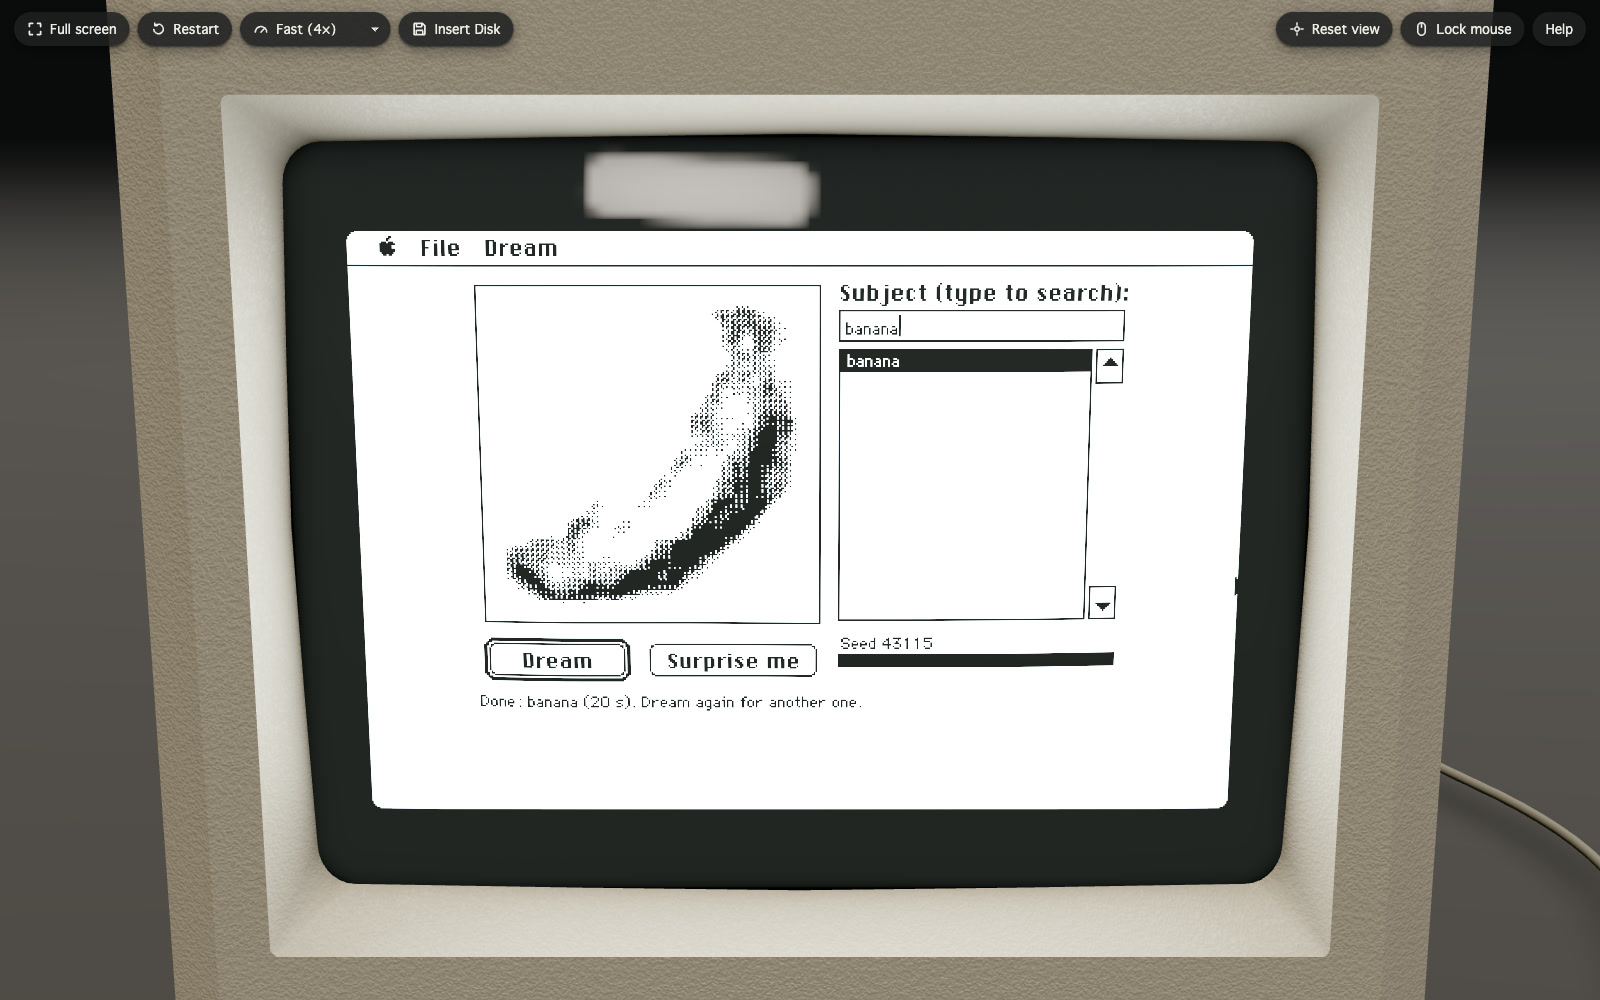 Full screen
Restart
Fast (4x)
Insert Disk
Reset view
Lock mouse
Help
File Dream
Subject (type to search):
banana
banana
Seed 43115
Dream
Surprise me
Done: banana (20 s). Dream again for another one.